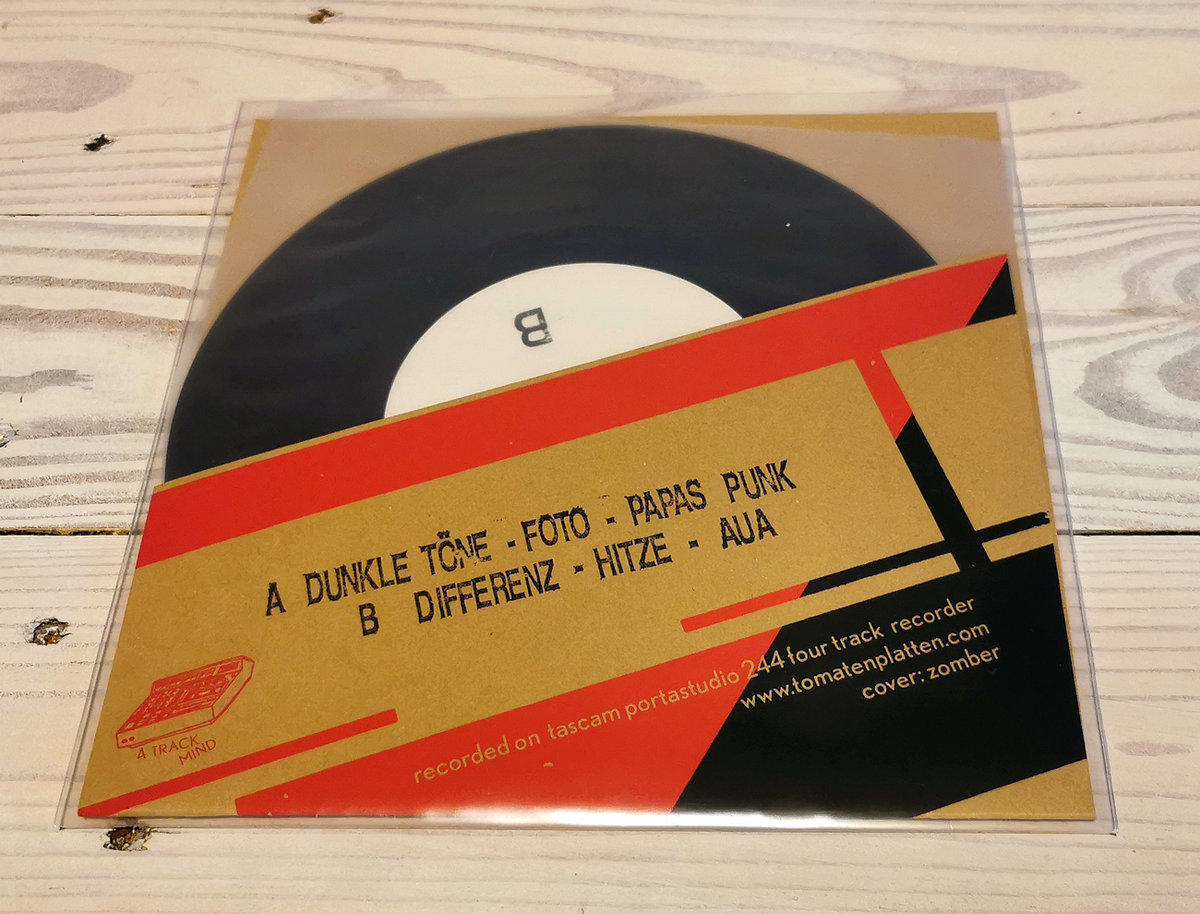 B
A DUNKLE TÖNE - FOTO - PAPAS PUNK
B DIFFERENZ - HITZE - AUA
4 TRACK
MIND
recorded on tascam portastudio 244 four track recorder
www.tomatenplatten.com
cover: zomber